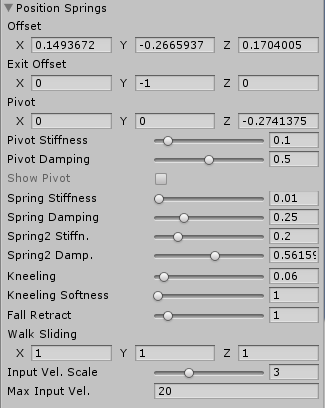 Position Springs
Offset
X 0.1493672 Y -0.2665937 Z 0.1704005
Exit Offset
X 0 Y -1 Z 0
Pivot
X 0 Y 0 Z -0.2741375
Pivot Stiffness 0.1
Pivot Damping 0.5
Show Pivot
Spring Stiffness 0.01
Spring Damping 0.25
Spring2 Stiffn. 0.2
Spring2 Damp. 0.56159
Kneeling 0.06
Kneeling Softness 1
Fall Retract 1
Walk Sliding
X 1 Y 1 Z 1
Input Vel. Scale 3
Max Input Vel. 20